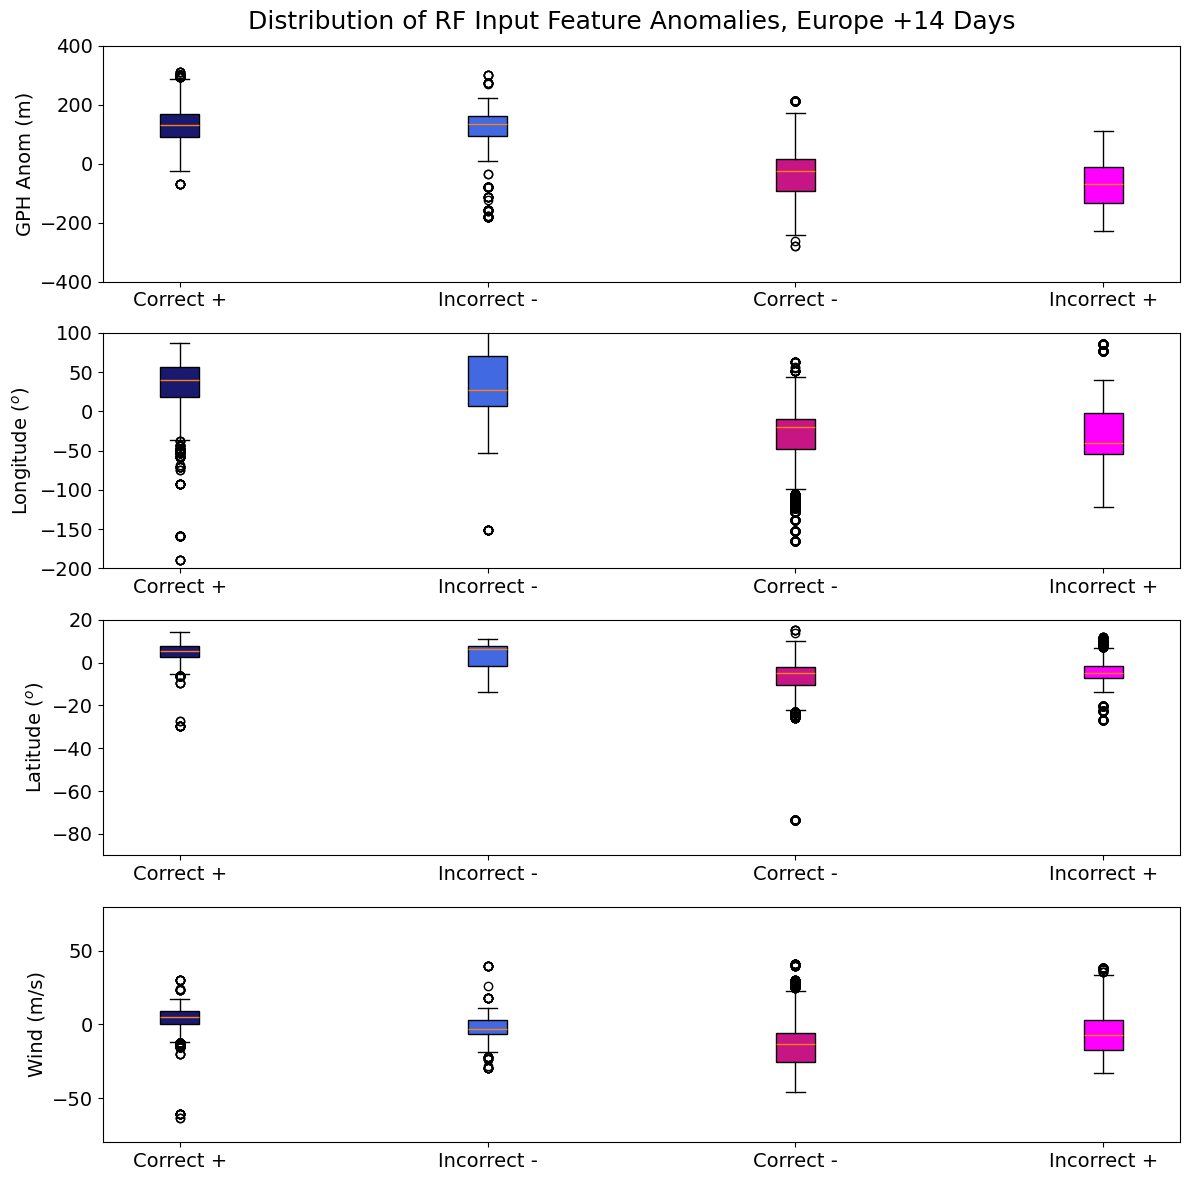 Distribution of RF Input Feature Anomalies, Europe +14 Days
GPH Anom (m)
400
200
0
−200
−400
Correct + Incorrect - Correct - Incorrect +
Longitude (o)
100
50
0
−50
−100
−150
−200
Correct + Incorrect - Correct - Incorrect +
Latitude (o)
20
0
−20
−40
−60
−80
Correct + Incorrect - Correct - Incorrect +
Wind (m/s)
50
0
−50
Correct + Incorrect - Correct - Incorrect +